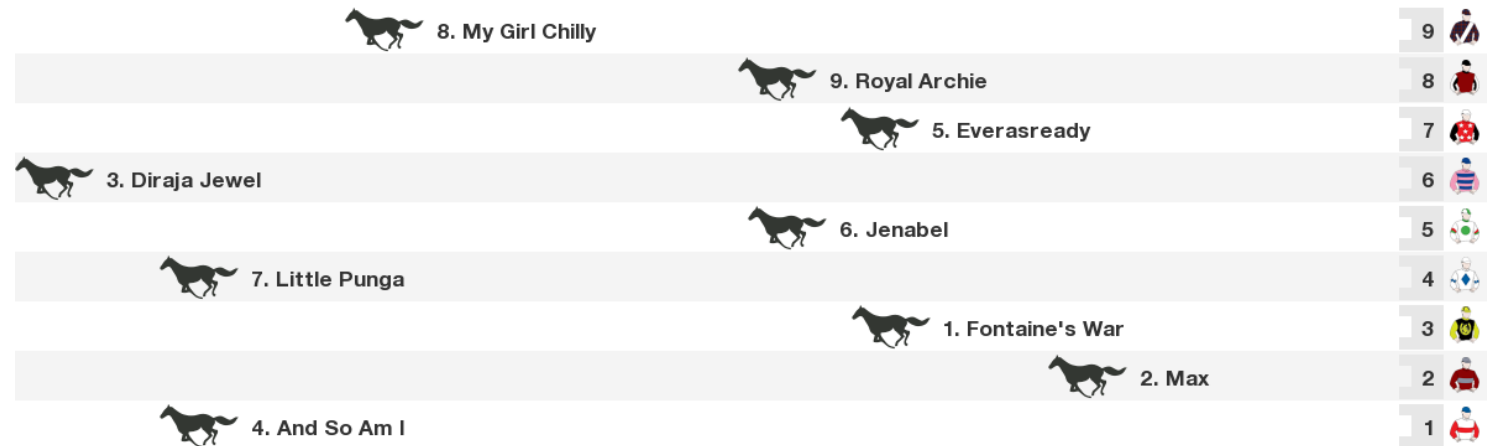 8. My Girl Chilly 9
9. Royal Archie 8
5. Everasready 7
3. Diraja Jewel 6
6. Jenabel 5
7. Little Punga 4
1. Fontaine's War 3
2. Max 2
4. And So Am I 1